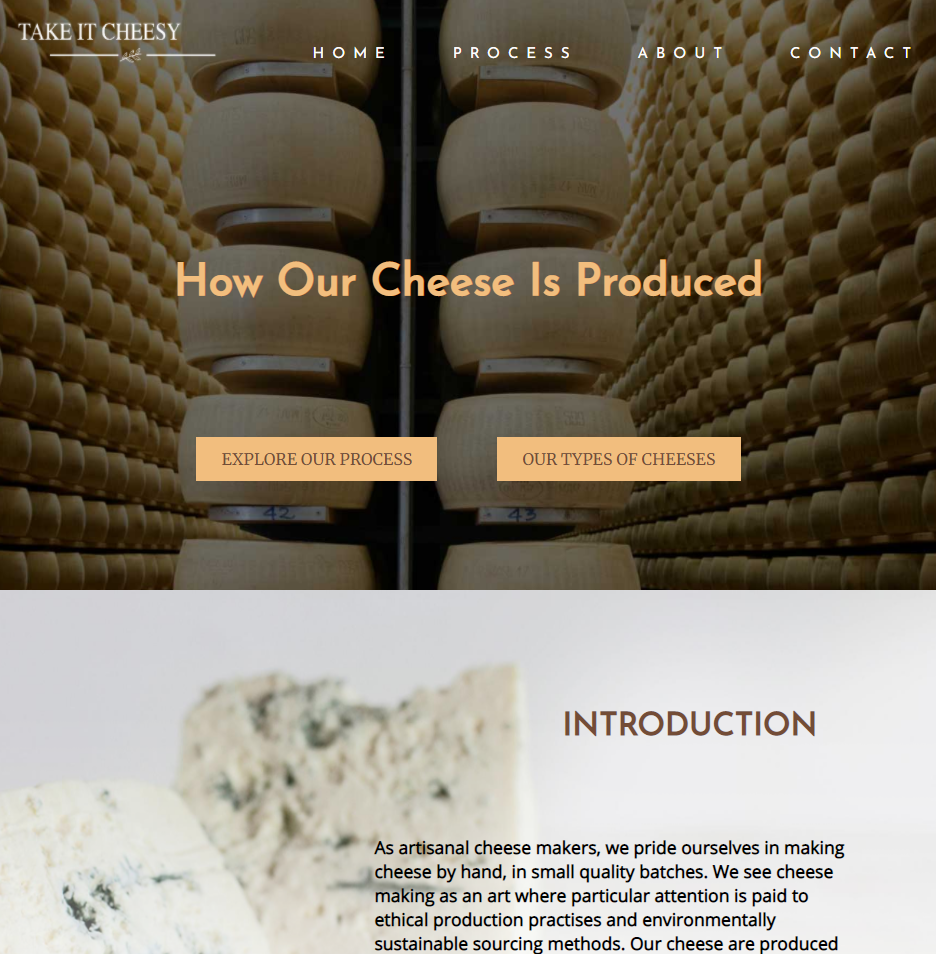 TAKE IT CHEESY
HOME PROCESS ABOUT CONTACT
How Our Cheese Is Produced
EXPLORE OUR PROCESS OUR TYPES OF CHEESES
42 43
INTRODUCTION
As artisanal cheese makers, we pride ourselves in making
cheese by hand, in small quality batches. We see cheese
making as an art where particular attention is paid to
ethical production practises and environmentally
sustainable sourcing methods. Our cheese are produced